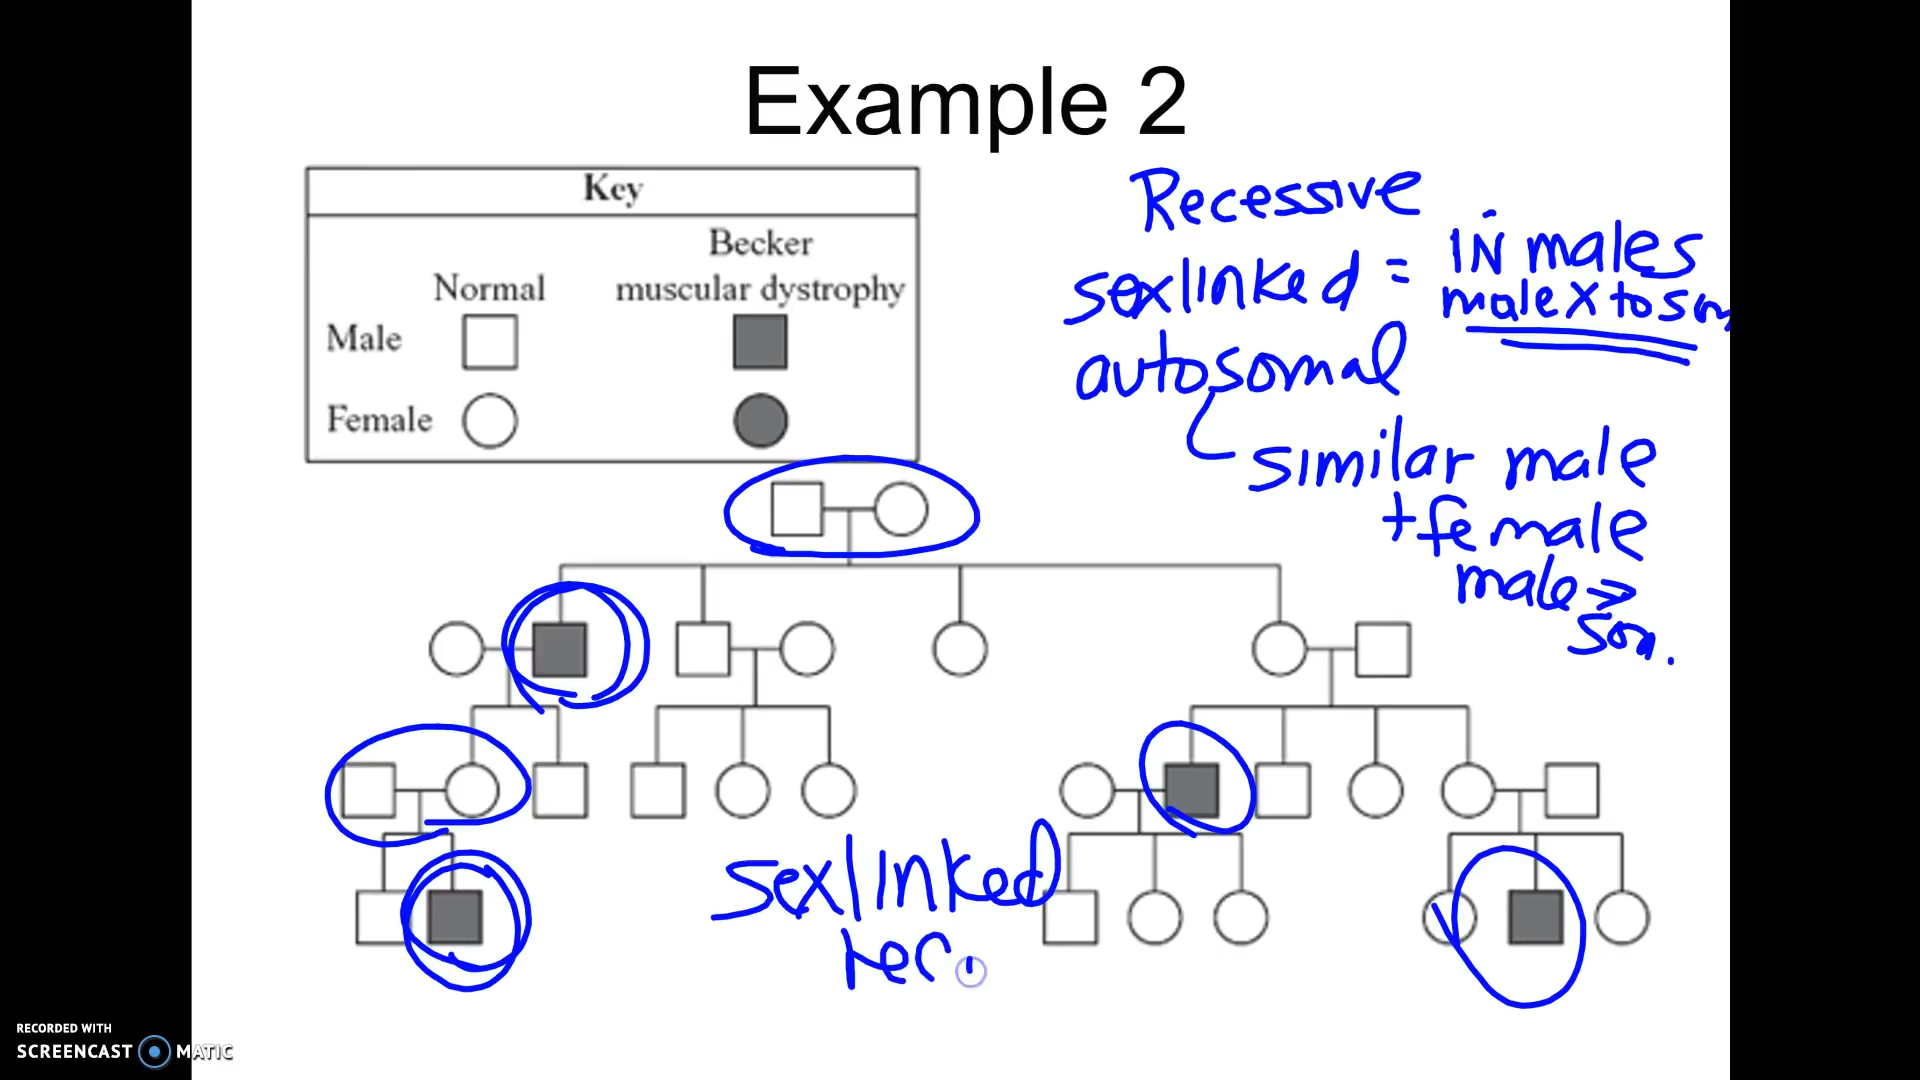 Example 2
Key
Becker
Normal muscular dystrophy
Male
Female
Recessive
sexlinked = IN males
male X to son
autosomal
similar male
+ female
male →
son.
sexlinked
rec
RECORDED WITH
SCREENCAST MATIC